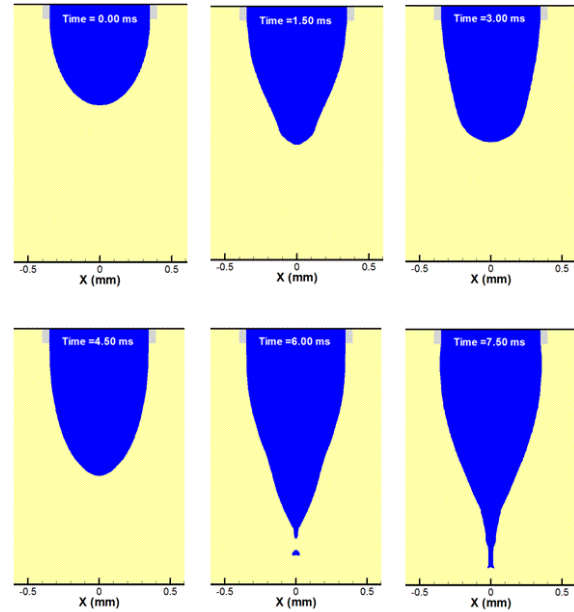 Time = 0.00 ms
Time =1.50 ms
Time =3.00 ms
-0.5 0 0.5
X (mm)
-0.5 0 0.5
X (mm)
-0.5 0 0.5
X (mm)
Time =4.50 ms
Time =6.00 ms
Time =7.50 ms
-0.5 0 0.5
X (mm)
-0.5 0 0.5
X (mm)
-0.5 0 0.5
X (mm)